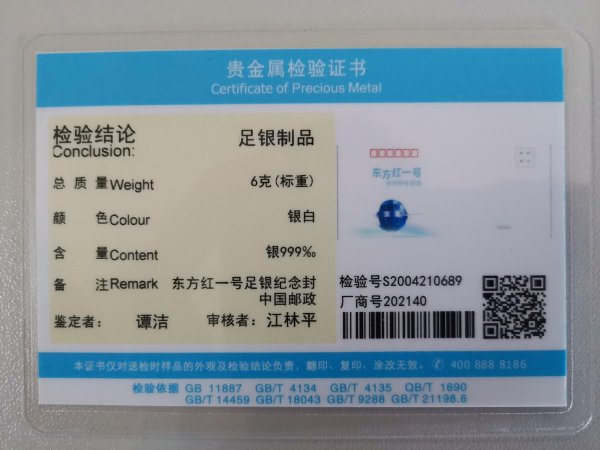 贵金属检验证书
Certificate of Precious Metal
检验结论 足银制品
Conclusion:
总质量Weight 6克(标重)
颜色Colour 银白
含量Content 银999‰
备注Remark 东方红一号足银纪念封
中国邮政
鉴定者: 谭洁 审核者: 江林平
东方红一号
检验号S2004210689
厂商号202140
本证书仅对送检时样品的外观及检验结论负责，翻印、复印、涂改无效。 400 888 8186
检验依据 GB 11887 GB/T 4134 GB/T 4135 QB/T 1690
GB/T 14459 GB/T 18043 GB/T 9288 GB/T 21198.6